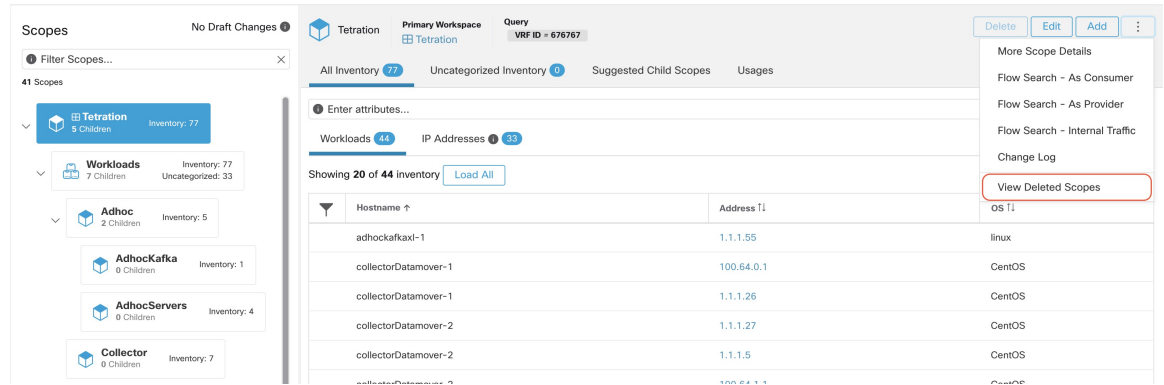 Scopes
No Draft Changes
Filter Scopes...
41 Scopes
Tetration
5 Children
Inventory: 77
Workloads
7 Children
Inventory: 77
Uncategorized: 33
Adhoc
2 Children
Inventory: 5
AdhocKafka
0 Children
Inventory: 1
AdhocServers
0 Children
Inventory: 4
Collector
0 Children
Inventory: 7
Tetration
Primary Workspace
Tetration
Query
VRF ID = 676767
Delete
Edit
Add
More Scope Details
Flow Search - As Consumer
Flow Search - As Provider
Flow Search - Internal Traffic
Change Log
View Deleted Scopes
All Inventory 77
Uncategorized Inventory 0
Suggested Child Scopes
Usages
Enter attributes...
Workloads 44
IP Addresses 33
Showing 20 of 44 inventory
Load All
Hostname ↑ Address ↑↓ OS ↑↓
adhockafkaxl-1 1.1.1.55 linux
collectorDatamover-1 100.64.0.1 CentOS
collectorDatamover-1 1.1.1.26 CentOS
collectorDatamover-2 1.1.1.27 CentOS
collectorDatamover-2 1.1.1.5 CentOS